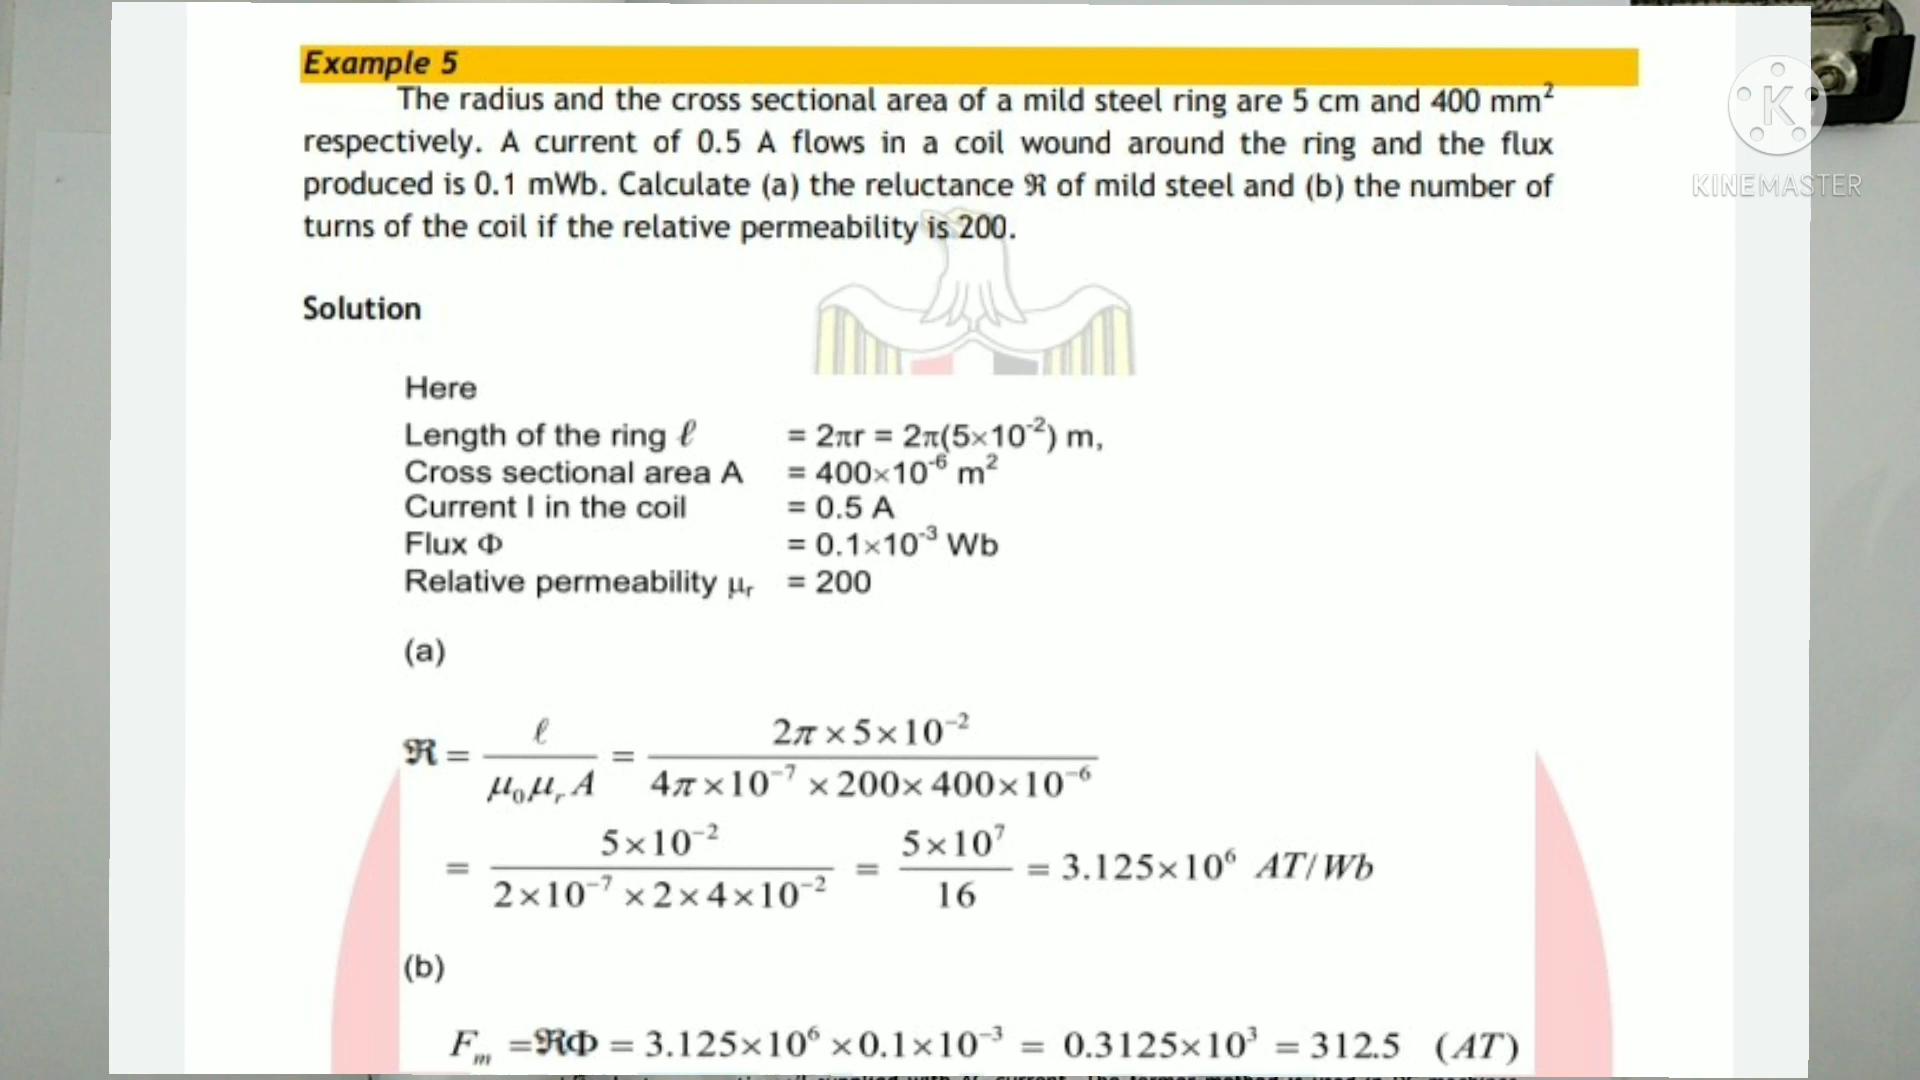 Example 5
The radius and the cross sectional area of a mild steel ring are 5 cm and 400 mm²
respectively. A current of 0.5 A flows in a coil wound around the ring and the flux
produced is 0.1 mWb. Calculate (a) the reluctance ℜ of mild steel and (b) the number of
turns of the coil if the relative permeability is 200.
K
KINEMASTER
Solution
Here
Length of the ring ℓ = 2πr = 2π(5×10⁻²) m,
Cross sectional area A = 400×10⁻⁶ m²
Current I in the coil = 0.5 A
Flux Φ = 0.1×10⁻³ Wb
Relative permeability μᵣ = 200
(a)
ℜ = ℓ / μ₀μᵣA = 2π×5×10⁻² / 4π×10⁻⁷×200×400×10⁻⁶
= 5×10⁻² / 2×10⁻⁷×2×4×10⁻² = 5×10⁷ / 16 = 3.125×10⁶ AT/Wb
(b)
Fₘ =ℜΦ = 3.125×10⁶ ×0.1×10⁻³ = 0.3125×10³ = 312.5 (AT)